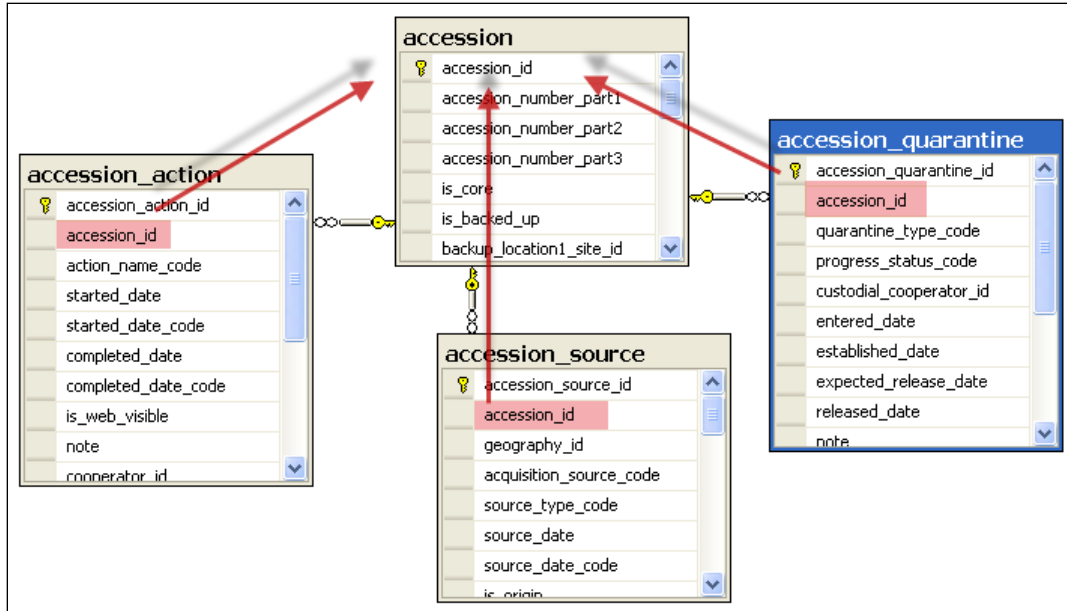 accession
accession_id
accession_number_part1
accession_number_part2
accession_number_part3
is_core
is_backed_up
backup_location1_site_id
accession_action
accession_action_id
accession_id
action_name_code
started_date
started_date_code
completed_date
completed_date_code
is_web_visible
note
cooperator_id
accession_source
accession_source_id
accession_id
geography_id
acquisition_source_code
source_type_code
source_date
source_date_code
is_origin
accession_quarantine
accession_quarantine_id
accession_id
quarantine_type_code
progress_status_code
custodial_cooperator_id
entered_date
established_date
expected_release_date
released_date
note